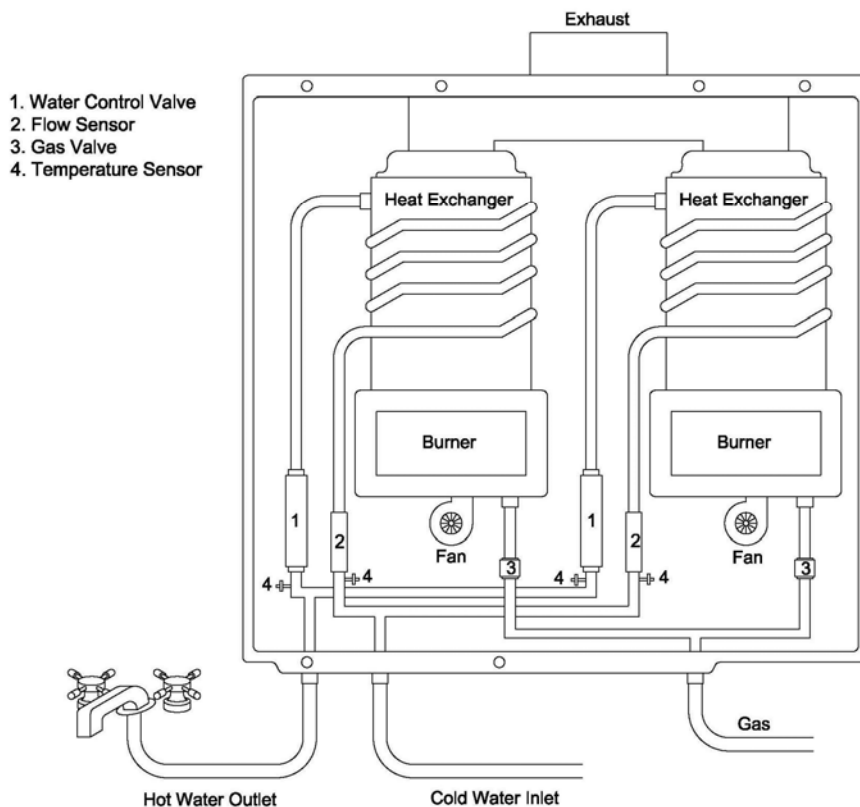 Exhaust
1. Water Control Valve
2. Flow Sensor
3. Gas Valve
4. Temperature Sensor
Heat Exchanger
Heat Exchanger
Burner
Burner
1
2
1
2
Fan
3
Fan
3
4
4
4
4
Gas
Hot Water Outlet
Cold Water Inlet